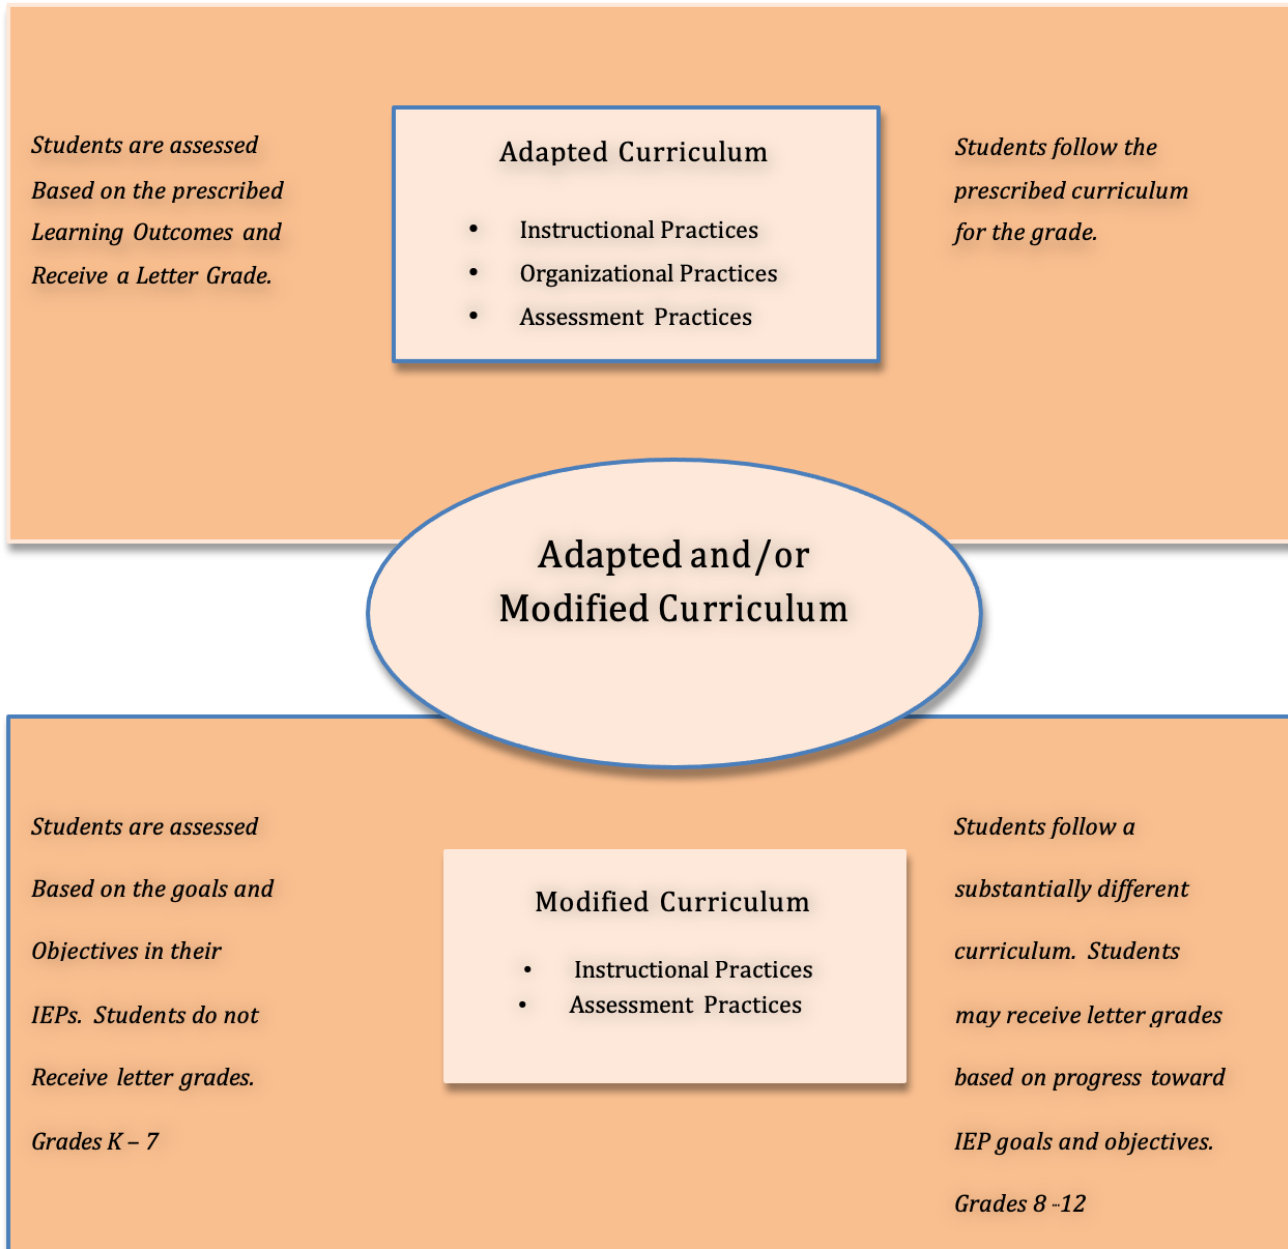 Students are assessed
Based on the prescribed
Learning Outcomes and
Receive a Letter Grade.
Adapted Curriculum
• Instructional Practices
• Organizational Practices
• Assessment Practices
Students follow the
prescribed curriculum
for the grade.
Adapted and/or
Modified Curriculum
Students are assessed
Based on the goals and
Objectives in their
IEPs. Students do not
Receive letter grades.
Grades K – 7
Modified Curriculum
• Instructional Practices
• Assessment Practices
Students follow a
substantially different
curriculum. Students
may receive letter grades
based on progress toward
IEP goals and objectives.
Grades 8 -12